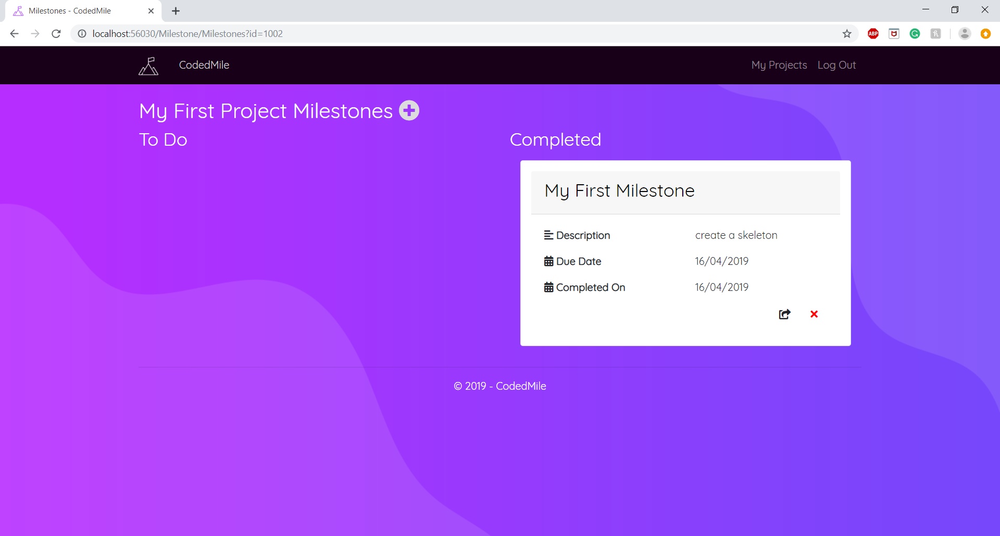 Milestones - CodedMile
localhost:56030/Milestone/Milestones?id=1002
ABP
CodedMile
My Projects
Log Out
My First Project Milestones
To Do
Completed
My First Milestone
Description create a skeleton
Due Date 16/04/2019
Completed On 16/04/2019
© 2019 - CodedMile